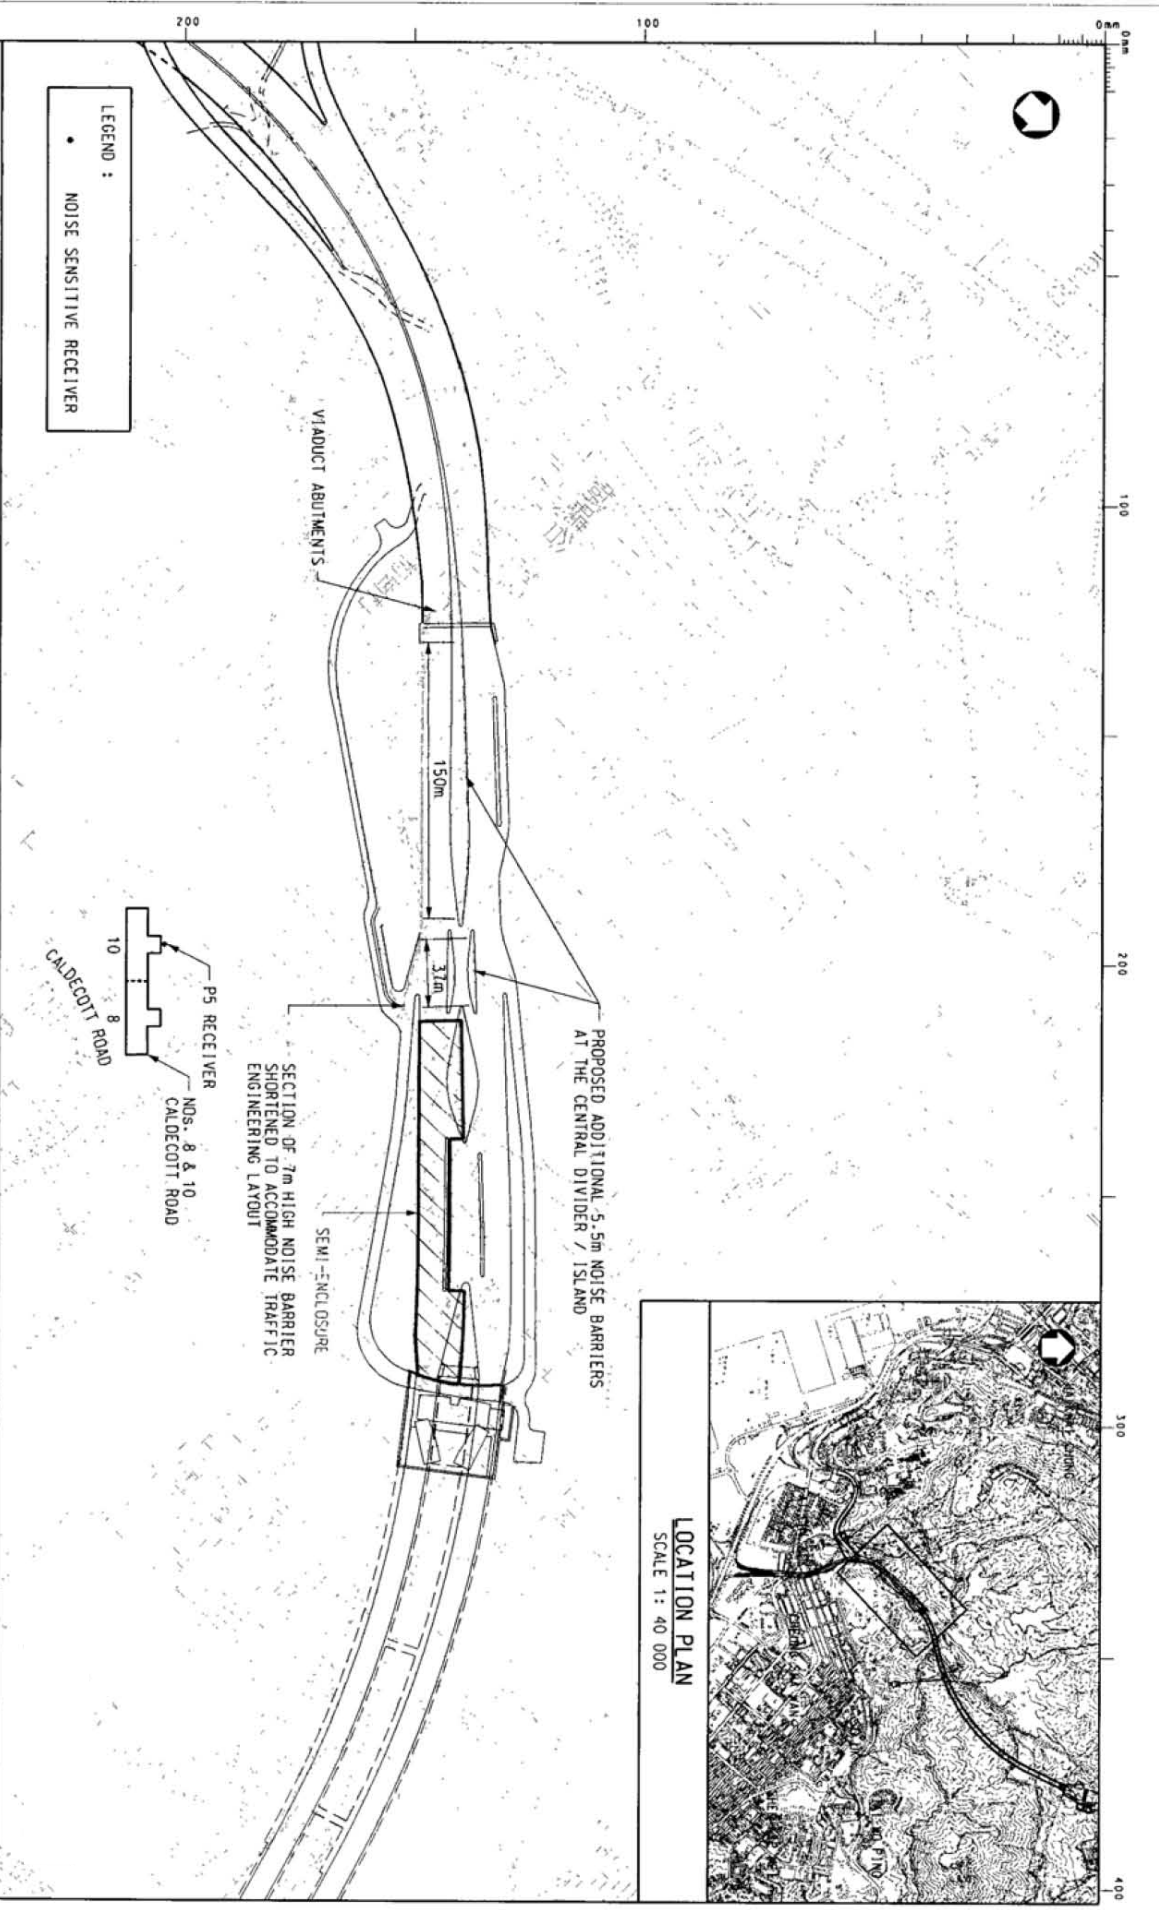 0mm
100
200
300
400
0mm
100
200
LOCATION PLAN
SCALE 1: 40 000
PROPOSED ADDITIONAL 5.5m NOISE BARRIERS
AT THE CENTRAL DIVIDER / ISLAND
VIADUCT ABUTMENTS
150m
37m
SEMI-ENCLOSURE
SECTION OF 7m HIGH NOISE BARRIER
SHORTENED TO ACCOMMODATE TRAFFIC
ENGINEERING LAYOUT
P5 RECEIVER
NOs. 8 & 10
CALDECOTT ROAD
10
8
CALDECOTT ROAD
LEGEND :
NOISE SENSITIVE RECEIVER